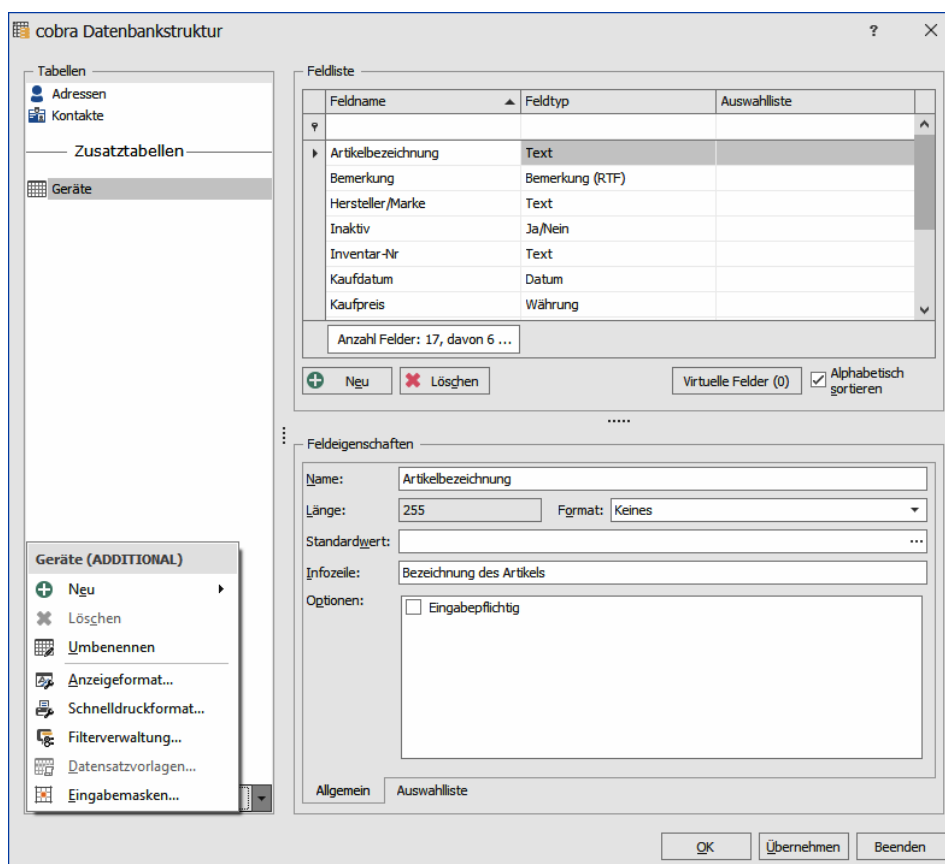 cobra Datenbankstruktur
?
Tabellen
Adressen
Kontakte
Zusatztabellen
Geräte
Feldliste
Feldname Feldtyp Auswahlliste
Artikelbezeichnung Text
Bemerkung Bemerkung (RTF)
Hersteller/Marke Text
Inaktiv Ja/Nein
Inventar-Nr Text
Kaufdatum Datum
Kaufpreis Währung
Anzahl Felder: 17, davon 6 ...
Neu Löschen Virtuelle Felder (0) Alphabetisch
sortieren
Feldeigenschaften
Name: Artikelbezeichnung
Länge: 255 Format: Keines
Standardwert: ...
Infozeile: Bezeichnung des Artikels
Optionen: Eingabepflichtig
Allgemein Auswahlliste
Geräte (ADDITIONAL)
Neu
Löschen
Umbenennen
Anzeigeformat...
Schnelldruckformat...
Filterverwaltung...
Datensatzvorlagen...
Eingabemasken...
OK Übernehmen Beenden